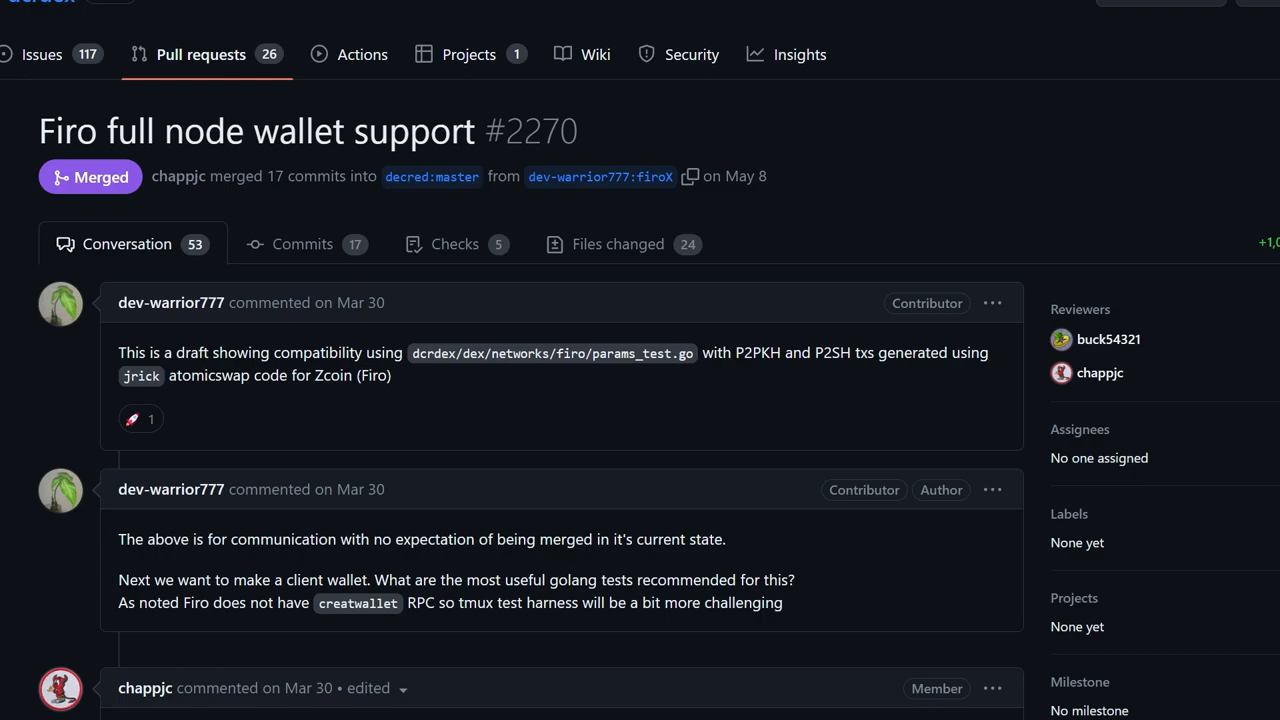 dcrdex
Issues 117 Pull requests 26 Actions Projects 1 Wiki Security Insights
Firo full node wallet support #2270
Merged chappjc merged 17 commits into decred:master from dev-warrior777:firoX on May 8
Conversation 53 Commits 17 Checks 5 Files changed 24
dev-warrior777 commented on Mar 30 Contributor
This is a draft showing compatibility using dcrdex/dex/networks/firo/params_test.go with P2PKH and P2SH txs generated using
jrick atomicswap code for Zcoin (Firo)
1
dev-warrior777 commented on Mar 30 Contributor Author
The above is for communication with no expectation of being merged in it's current state.
Next we want to make a client wallet. What are the most useful golang tests recommended for this?
As noted Firo does not have creatwallet RPC so tmux test harness will be a bit more challenging
chappjc commented on Mar 30 • edited Member
Reviewers
buck54321
chappjc
Assignees
No one assigned
Labels
None yet
Projects
None yet
Milestone
No milestone